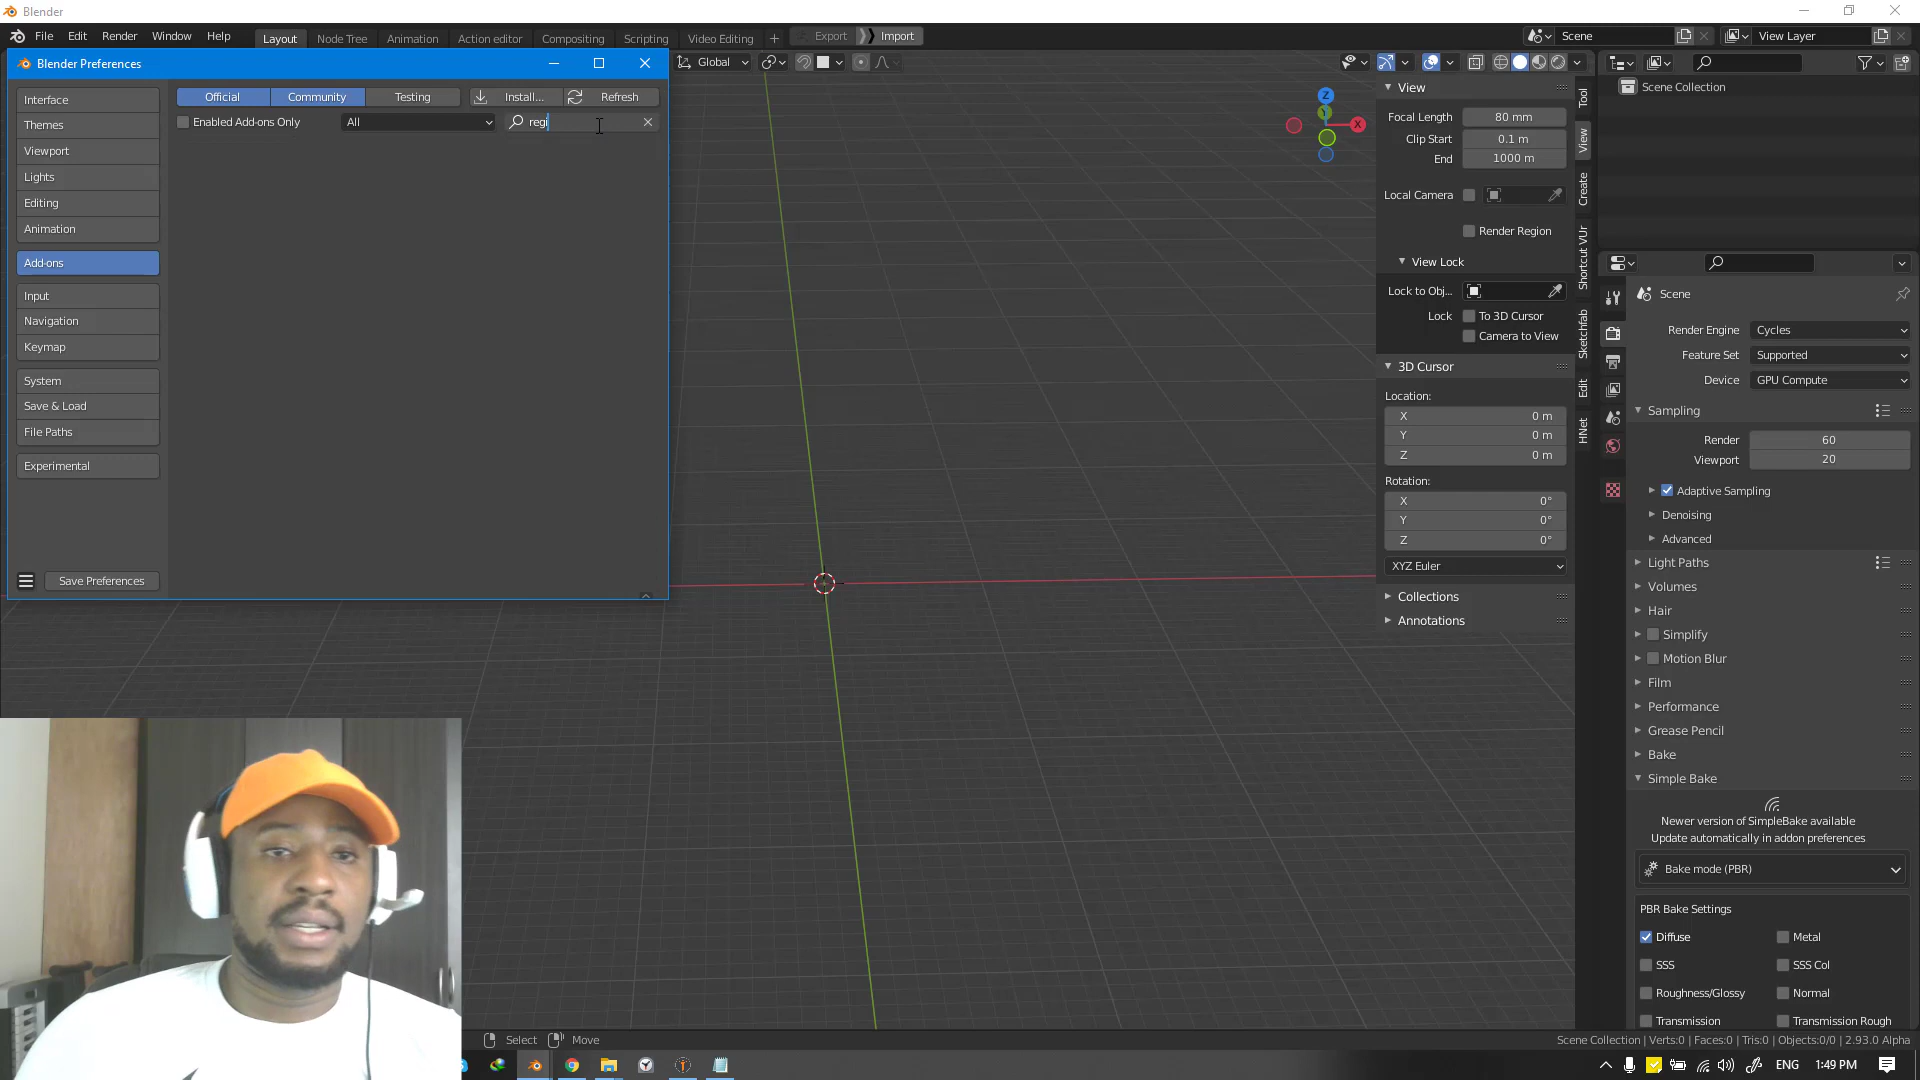 Blender
File Edit Render Window Help Layout Node Tree Animation Action editor Compositing Scripting Video Editing + Export Import Scene View Layer
Blender Preferences
Interface
Themes
Viewport
Lights
Editing
Animation
Add-ons
Input
Navigation
Keymap
System
Save & Load
File Paths
Experimental
Save Preferences
Official Community Testing Install... Refresh
Enabled Add-ons Only All regi
Global
View
Focal Length 80 mm
Clip Start 0.1 m
End 1000 m
Local Camera
Render Region
View Lock
Lock to Obj...
Lock To 3D Cursor
Camera to View
3D Cursor
Location:
X 0 m
Y 0 m
Z 0 m
Rotation:
X 0°
Y 0°
Z 0°
XYZ Euler
Collections
Annotations
Z
Y
X
Tool
View
Create
Shortcut VUr
Sketchfab
Edit
HNet
Scene Collection
Scene
Render Engine Cycles
Feature Set Supported
Device GPU Compute
Sampling
Render 60
Viewport 20
Adaptive Sampling
Denoising
Advanced
Light Paths
Volumes
Hair
Simplify
Motion Blur
Film
Performance
Grease Pencil
Bake
Simple Bake
Newer version of SimpleBake available
Update automatically in addon preferences
Bake mode (PBR)
PBR Bake Settings
Diffuse Metal
SSS SSS Col
Roughness/Glossy Normal
Transmission Transmission Rough
Select Move
Scene Collection | Verts:0 | Faces:0 | Tris:0 | Objects:0/0 | 2.93.0 Alpha
ENG 1:49 PM